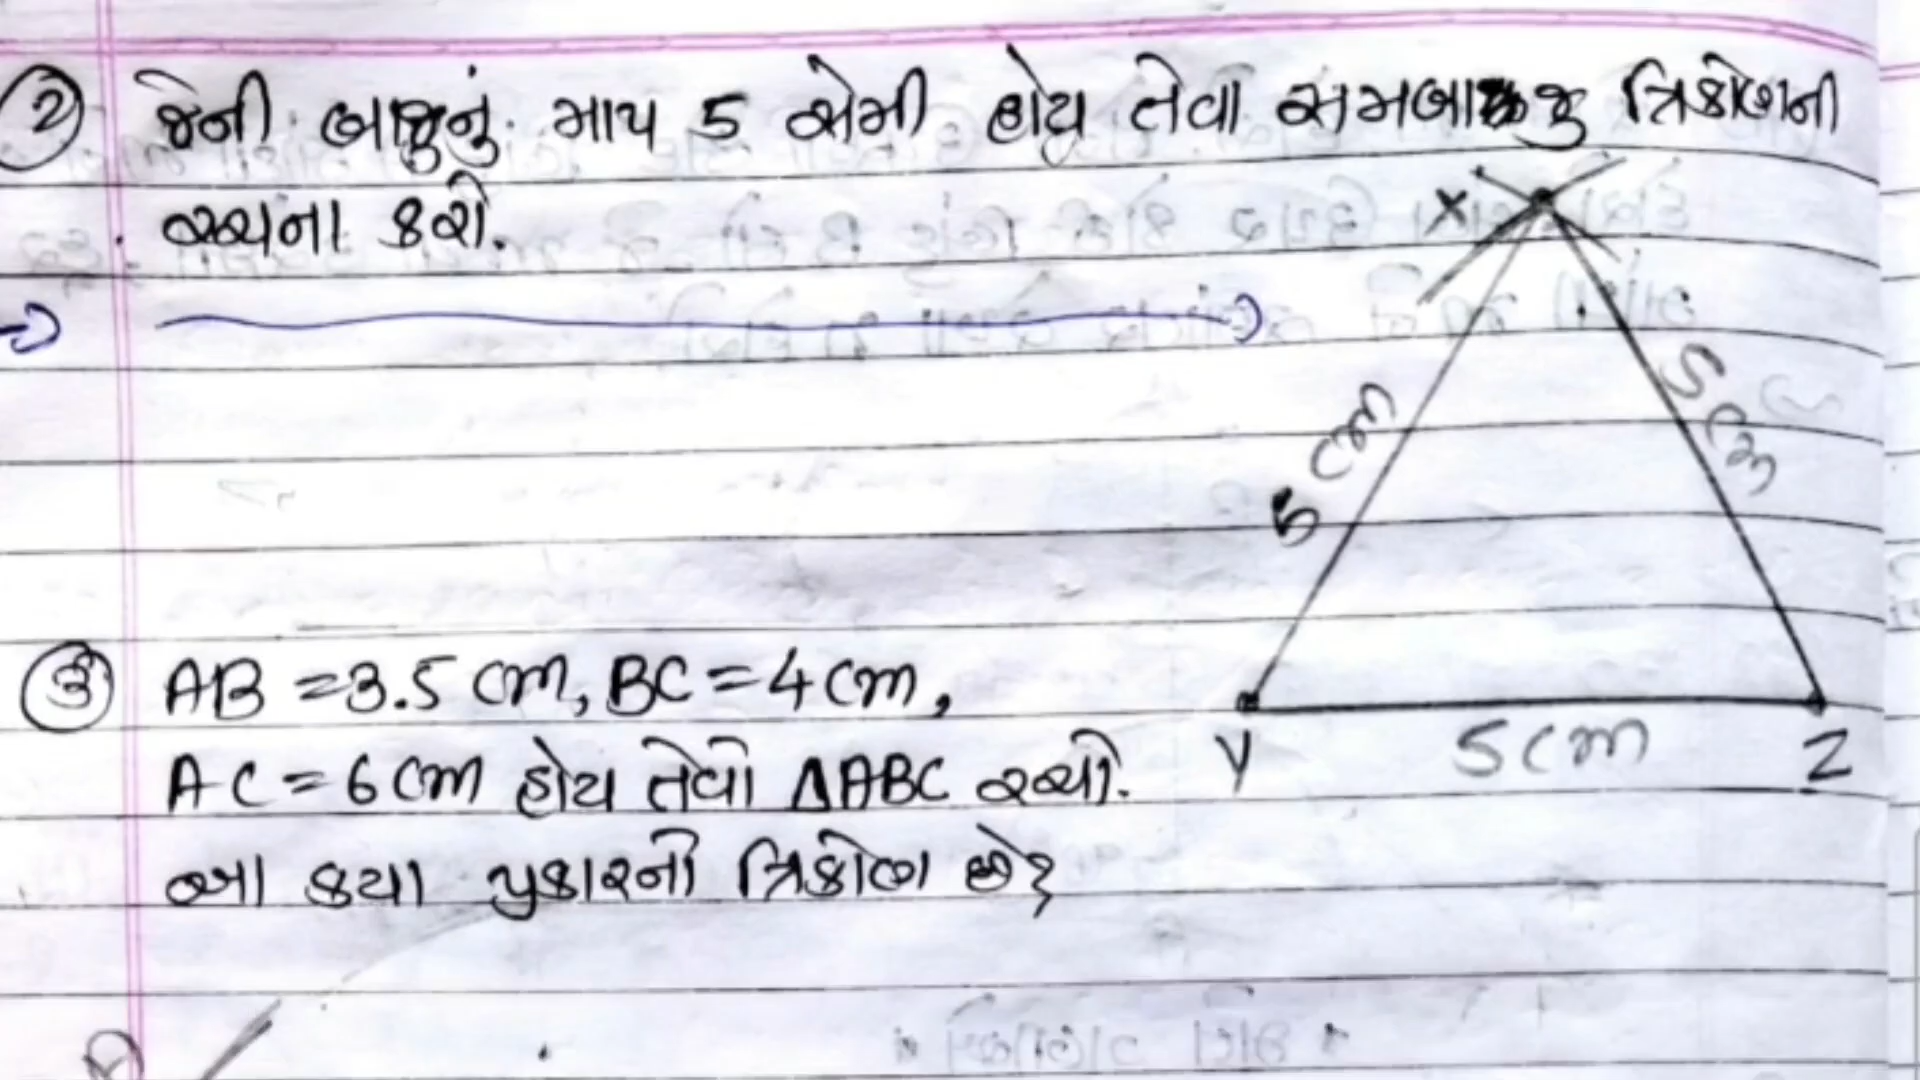 ② જેની બાજુનું માપ 5 સેમી હોય તેવા સમબાજુ ત્રિકોણની
રચના કરો.
X
5 cm
5 cm
Y 5 cm Z
③ AB = 3.5 cm, BC = 4 cm,
AC = 6 cm હોય તેવો ΔABC રચો.
આ કયા પ્રકારનો ત્રિકોણ છે?